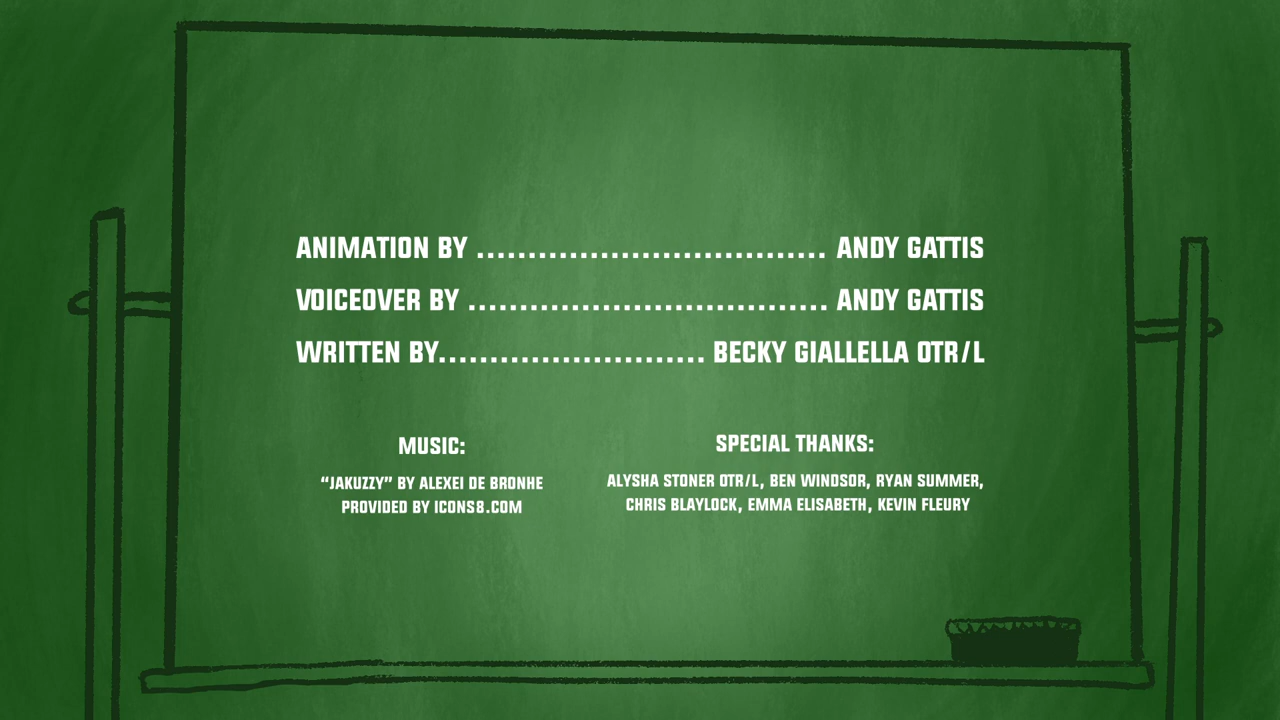 ANIMATION BY .................................. ANDY GATTIS
VOICEOVER BY ................................... ANDY GATTIS
WRITTEN BY.......................... BECKY GIALLELLA OTR/L
MUSIC:
“JAKUZZY” BY ALEXEI DE BRONHE
PROVIDED BY ICONS8.COM
SPECIAL THANKS:
ALYSHA STONER OTR/L, BEN WINDSOR, RYAN SUMMER,
CHRIS BLAYLOCK, EMMA ELISABETH, KEVIN FLEURY